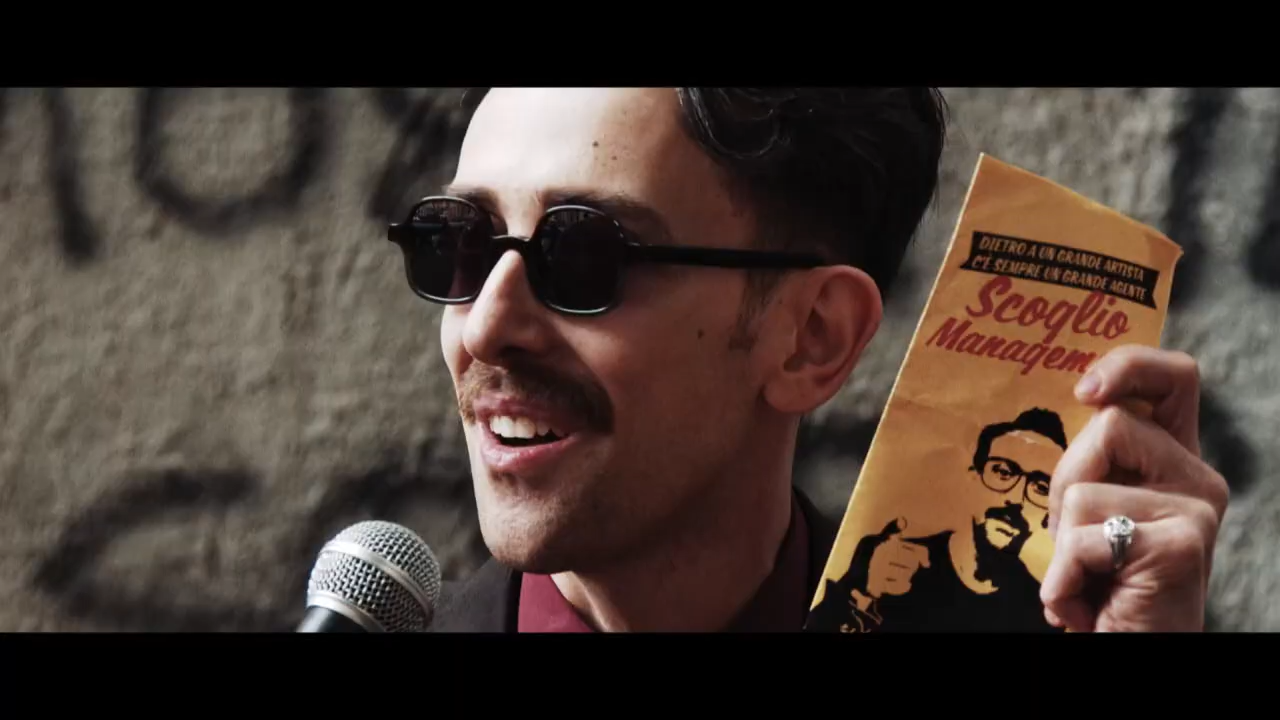 DIETRO A UN GRANDE ARTISTA
C'È SEMPRE UN GRANDE AGENTE
Scoglio
Managem